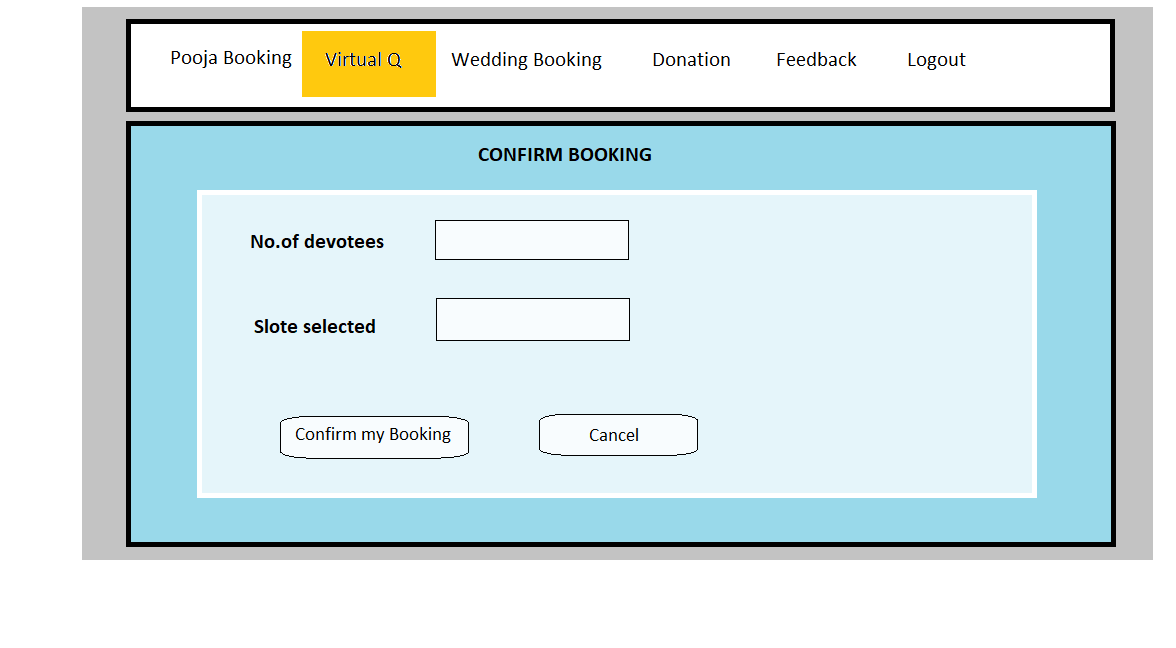 Pooja Booking Virtual Q Wedding Booking Donation Feedback Logout
CONFIRM BOOKING
No.of devotees
Slote selected
Confirm my Booking Cancel